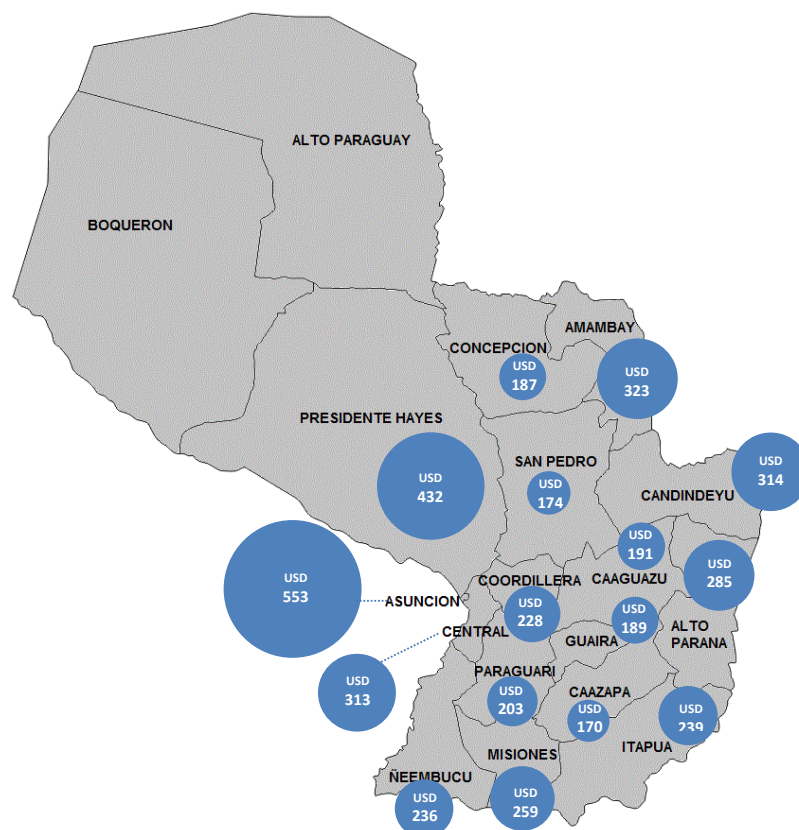 ALTO PARAGUAY
BOQUERON
AMAMBAY
CONCEPCION
USD
187
USD
323
PRESIDENTE HAYES
USD
432
SAN PEDRO
USD
174
USD
314
CANDINDEYU
USD
191
USD
553
ASUNCION
COORDILLERA
USD
228
CAAGUAZU
USD
285
USD
189
CENTRAL
GUAIRA
ALTO
PARANA
USD
313
PARAGUARI
USD
203
CAAZAPA
USD
170
USD
239
ITAPUA
MISIONES
USD
259
ÑEEMBUCU
USD
236